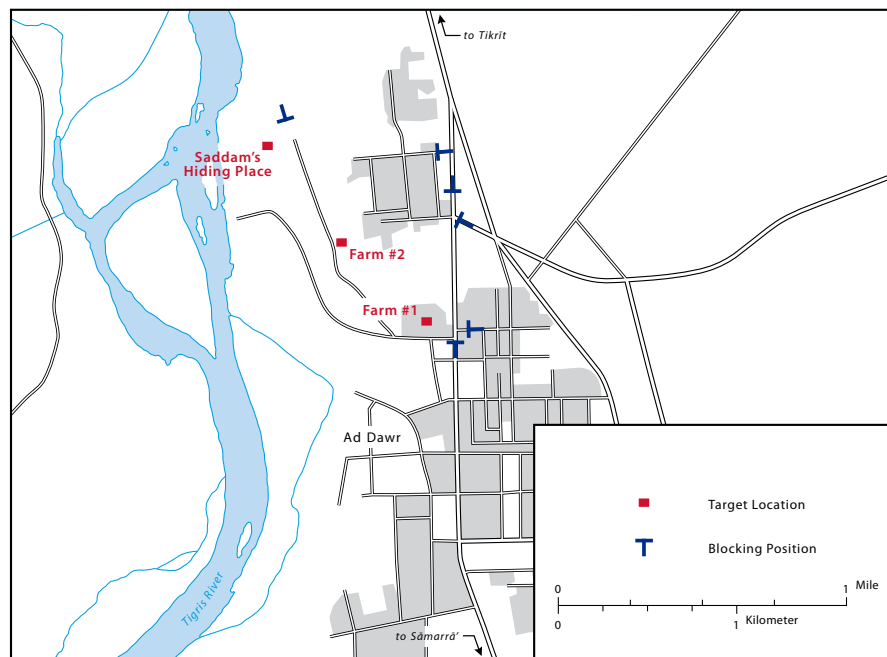 to Tikrīt
Saddam's
Hiding Place
Farm #2
Farm #1
Ad Dawr
Tigris River
to Sāmarrā'
Target Location
Blocking Position
0 1 Mile
0 1 Kilometer